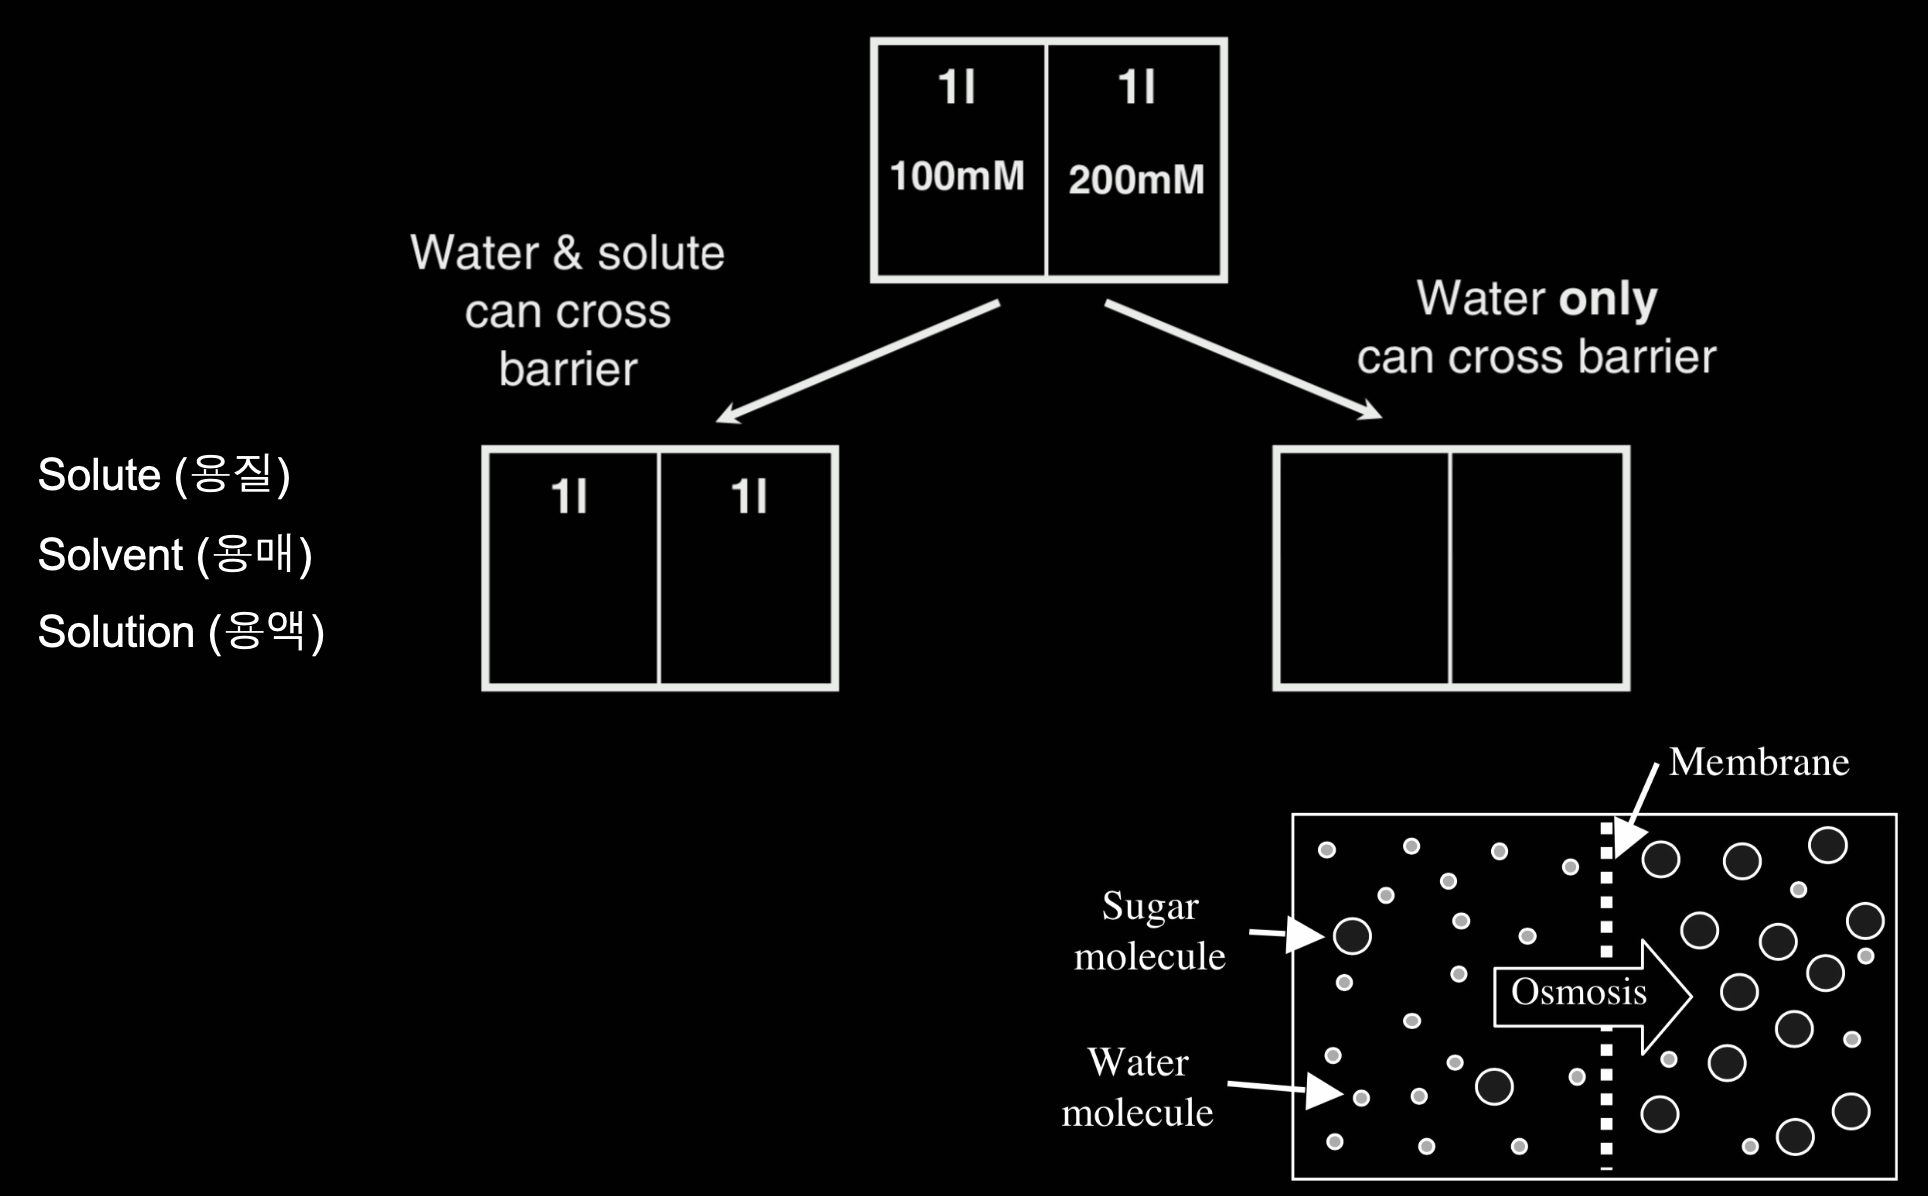 1l
1l
100mM
200mM
Water & solute
can cross
barrier
Water only
can cross barrier
Solute (용질)
Solvent (용매)
Solution (용액)
1l
1l
Membrane
Sugar
molecule
Osmosis
Water
molecule